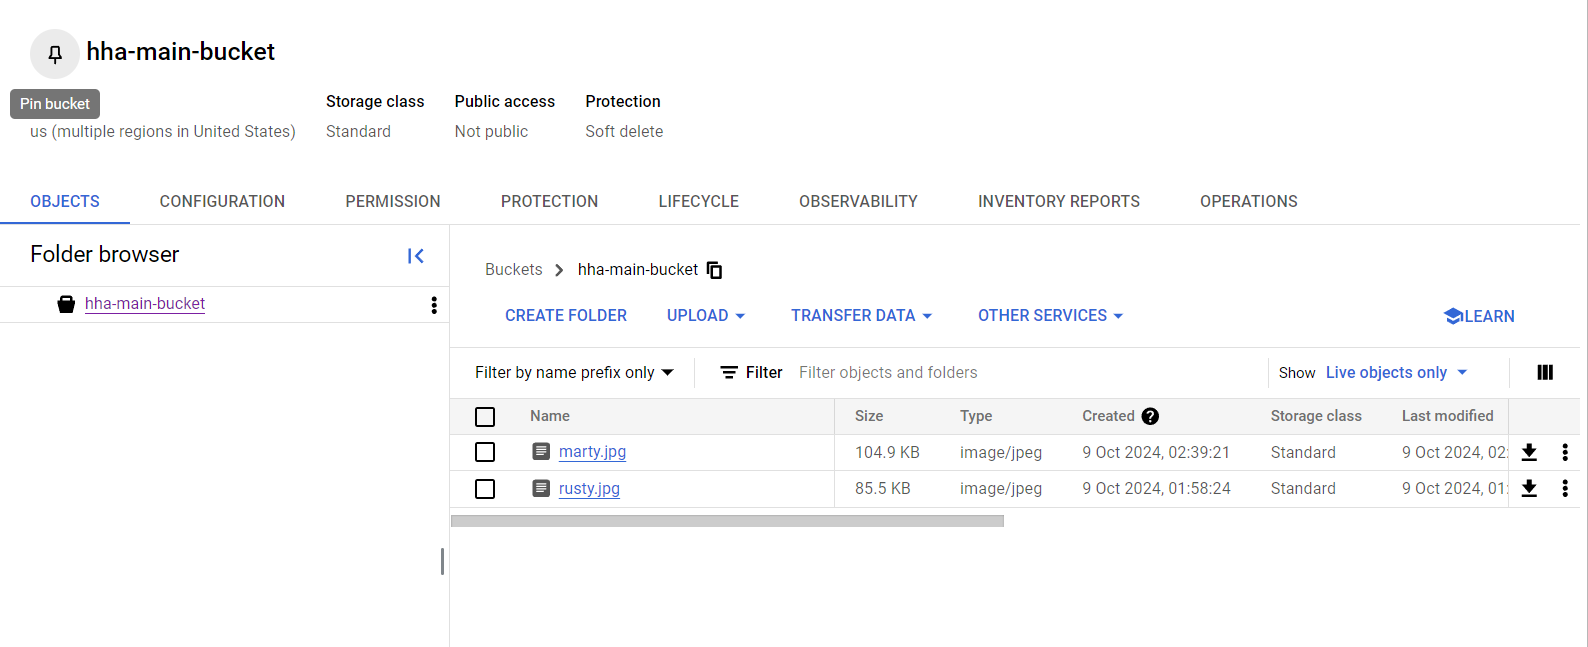 hha-main-bucket
Pin bucket
Storage class Public access Protection
us (multiple regions in United States) Standard Not public Soft delete
OBJECTS CONFIGURATION PERMISSION PROTECTION LIFECYCLE OBSERVABILITY INVENTORY REPORTS OPERATIONS
Folder browser
hha-main-bucket
Buckets hha-main-bucket
CREATE FOLDER UPLOAD TRANSFER DATA OTHER SERVICES LEARN
Filter by name prefix only Filter Filter objects and folders Show Live objects only
Name Size Type Created ? Storage class Last modified
marty.jpg 104.9 KB image/jpeg 9 Oct 2024, 02:39:21 Standard 9 Oct 2024, 02:
rusty.jpg 85.5 KB image/jpeg 9 Oct 2024, 01:58:24 Standard 9 Oct 2024, 01: